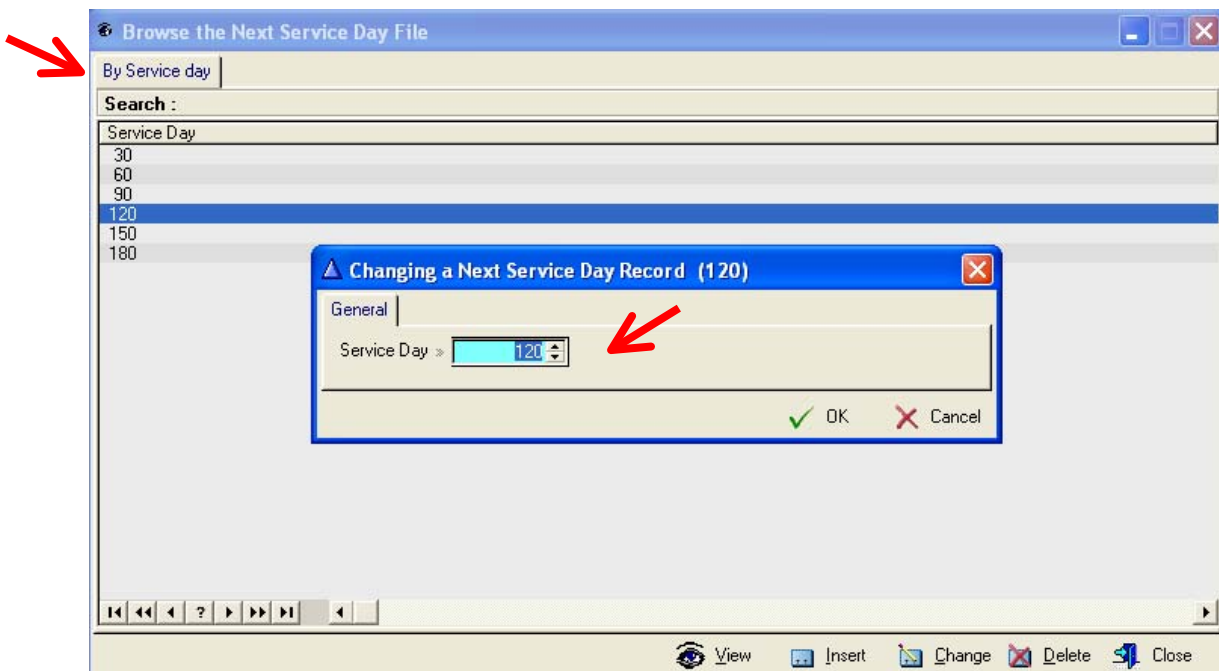 Browse the Next Service Day File
By Service day
Search :
Service Day
30
60
90
120
150
180
Changing a Next Service Day Record (120)
General
Service Day » 120
OK Cancel
?
View Insert Change Delete Close